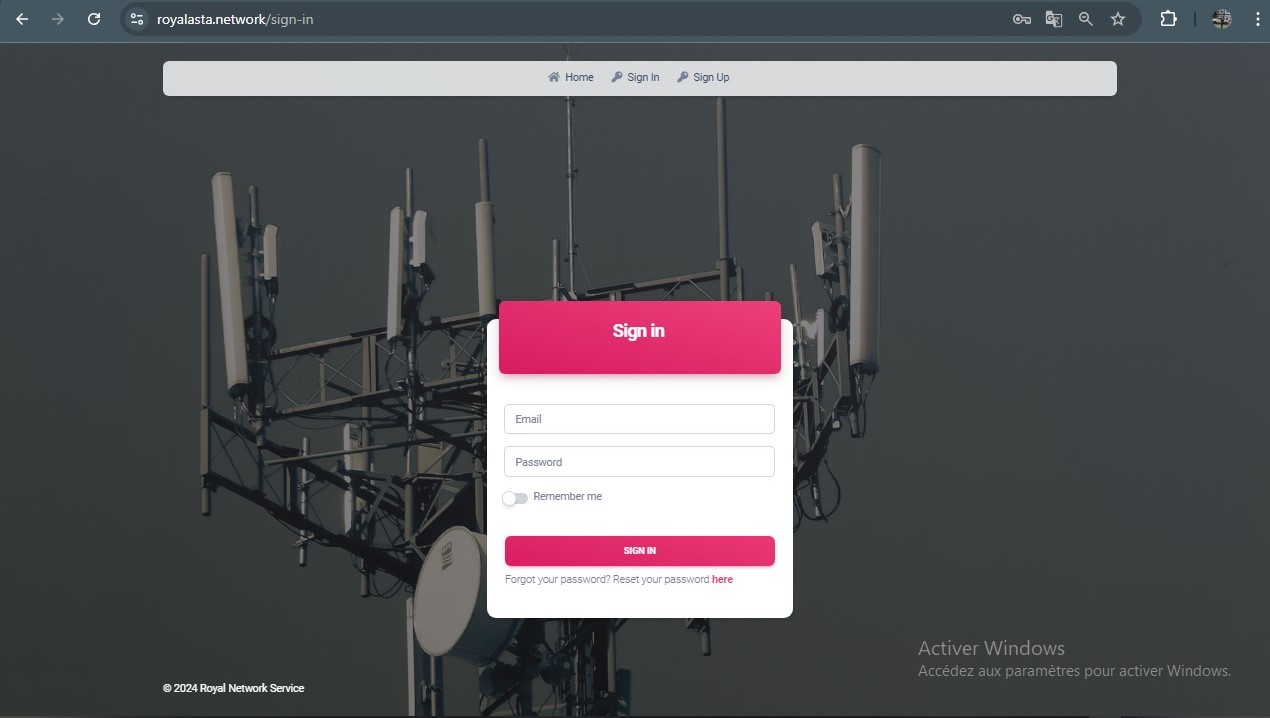 royalasta.network/sign-in
Home Sign In Sign Up
Sign in
Email
Password
Remember me
SIGN IN
Forgot your password? Reset your password here
Activer Windows
Accédez aux paramètres pour activer Windows.
© 2024 Royal Network Service